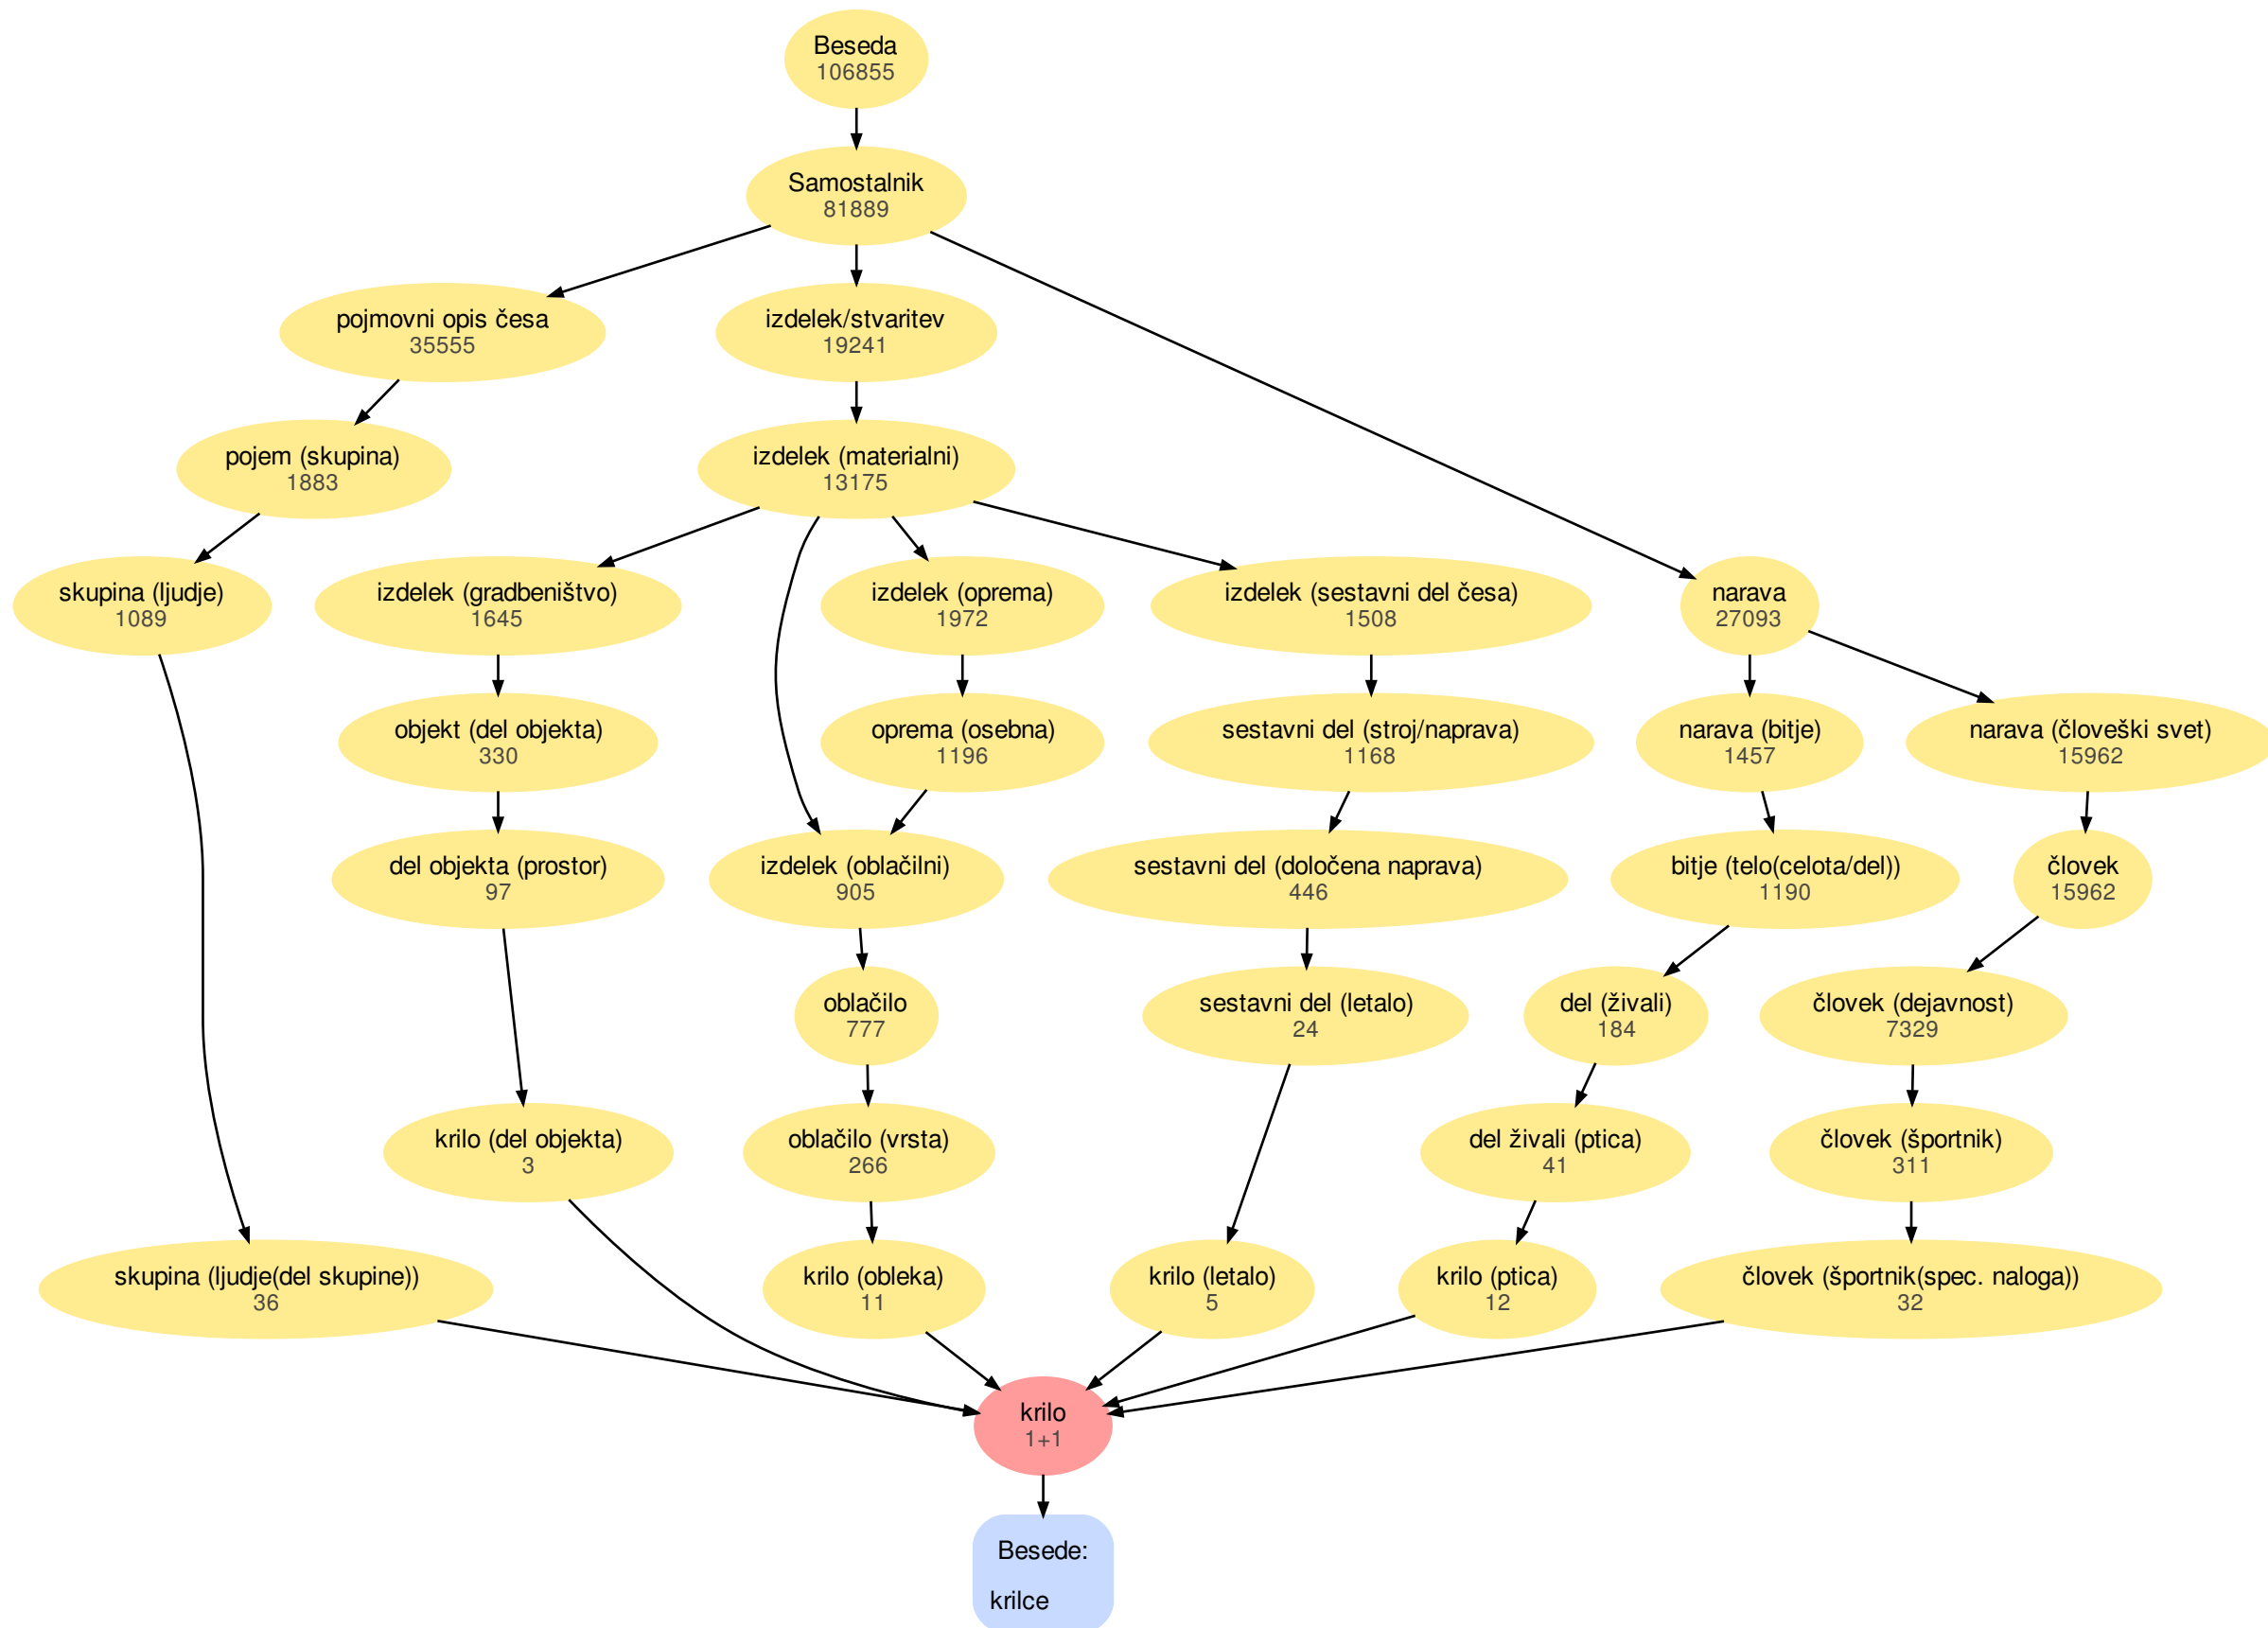 Beseda
106855
Samostalnik
81889
pojmovni opis česa
35555
izdelek/stvaritev
19241
pojem (skupina)
1883
izdelek (materialni)
13175
skupina (ljudje)
1089
izdelek (gradbeništvo)
1645
izdelek (oprema)
1972
izdelek (sestavni del česa)
1508
narava
27093
objekt (del objekta)
330
oprema (osebna)
1196
sestavni del (stroj/naprava)
1168
narava (bitje)
1457
narava (človeški svet)
15962
del objekta (prostor)
97
izdelek (oblačilni)
905
sestavni del (določena naprava)
446
bitje (telo(celota/del))
1190
človek
15962
oblačilo
777
sestavni del (letalo)
24
del (živali)
184
človek (dejavnost)
7329
krilo (del objekta)
3
oblačilo (vrsta)
266
del živali (ptica)
41
človek (športnik)
311
skupina (ljudje(del skupine))
36
krilo (obleka)
11
krilo (letalo)
5
krilo (ptica)
12
človek (športnik(spec. naloga))
32
krilo
1+1
Besede:
krilce